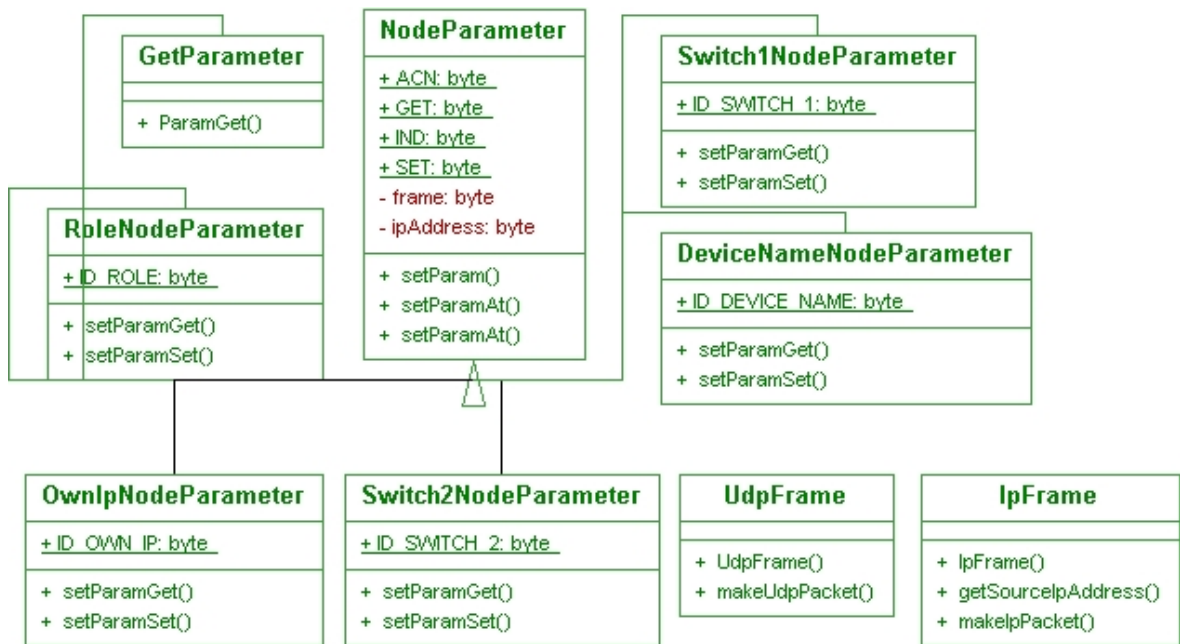 GetParameter
+ ParamGet()
NodeParameter
+ ACN: byte
+ GET: byte
+ IND: byte
+ SET: byte
- frame: byte
- ipAddress: byte
+ setParam()
+ setParamAt()
+ setParamAt()
Switch1NodeParameter
+ ID_SWITCH_1: byte
+ setParamGet()
+ setParamSet()
RoleNodeParameter
+ ID_ROLE: byte
+ setParamGet()
+ setParamSet()
DeviceNameNodeParameter
+ ID_DEVICE_NAME: byte
+ setParamGet()
+ setParamSet()
OwnIpNodeParameter
+ ID_OWN_IP: byte
+ setParamGet()
+ setParamSet()
Switch2NodeParameter
+ ID_SWITCH_2: byte
+ setParamGet()
+ setParamSet()
UdpFrame
+ UdpFrame()
+ makeUdpPacket()
IpFrame
+ IpFrame()
+ getSourceIpAddress()
+ makeIpPacket()